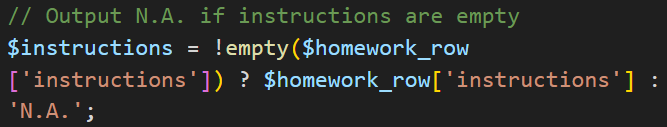 // Output N.A. if instructions are empty
$instructions = !empty($homework_row
['instructions']) ? $homework_row['instructions'] :
'N.A.';